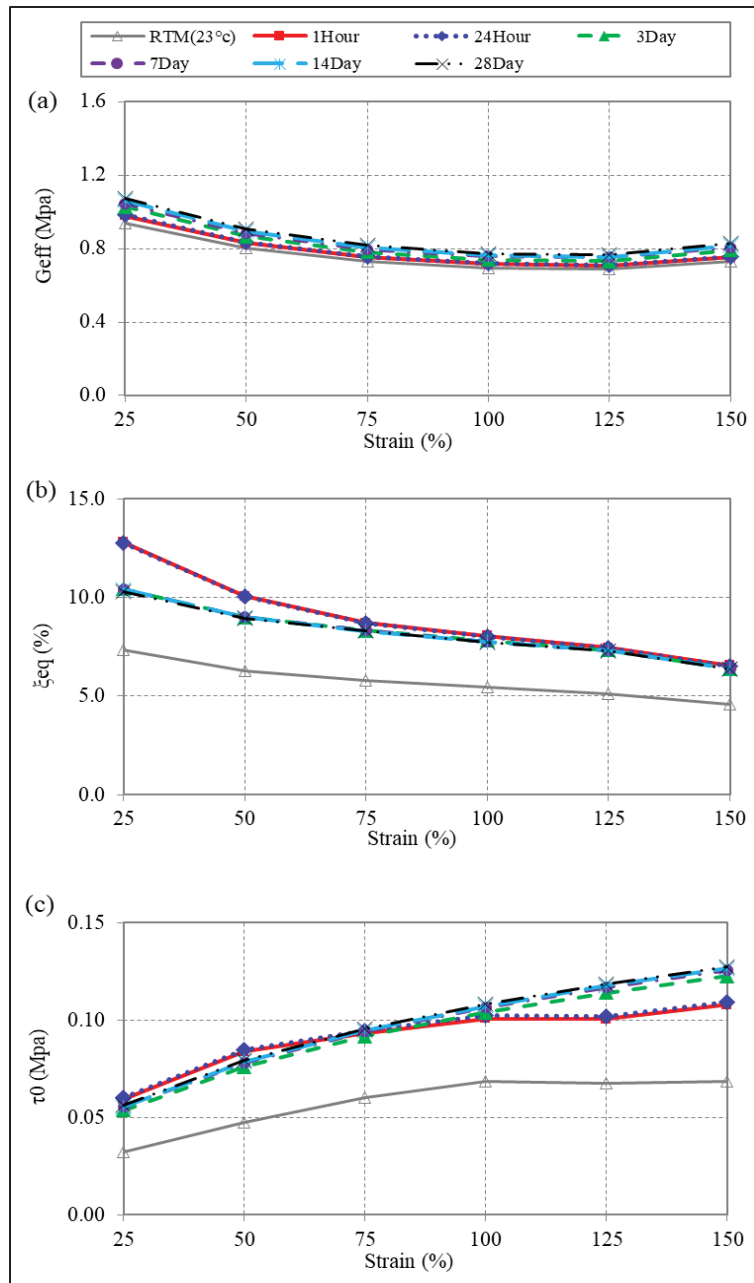 RTM(23°c) 1Hour 24Hour 3Day
7Day 14Day 28Day
(a)
1.6
1.2
0.8
0.4
0.0
Geff (Mpa)
25 50 75 100 125 150
Strain (%)
(b)
15.0
10.0
5.0
0.0
ξeq (%)
25 50 75 100 125 150
Strain (%)
(c)
0.15
0.10
0.05
0.00
τ0 (Mpa)
25 50 75 100 125 150
Strain (%)